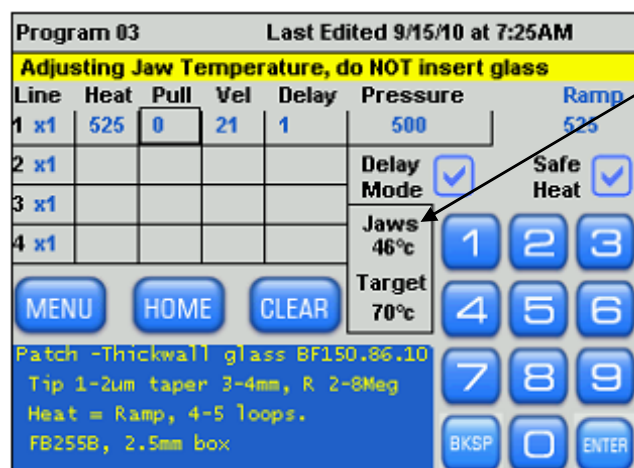 Program 03 Last Edited 9/15/10 at 7:25AM
Adjusting Jaw Temperature, do NOT insert glass
Line Heat Pull Vel Delay Pressure Ramp
1 x1 525 0 21 1 500 525
2 x1 Delay Mode Safe Heat
3 x1
4 x1 Jaws
46°c
Target
70°c
1 2 3
MENU HOME CLEAR 4 5 6
Patch -Thickwall glass BF150.86.10
Tip 1-2um taper 3-4mm, R 2-8Meg
Heat = Ramp, 4-5 loops.
FB255B, 2.5mm box
7 8 9
BKSP 0 ENTER